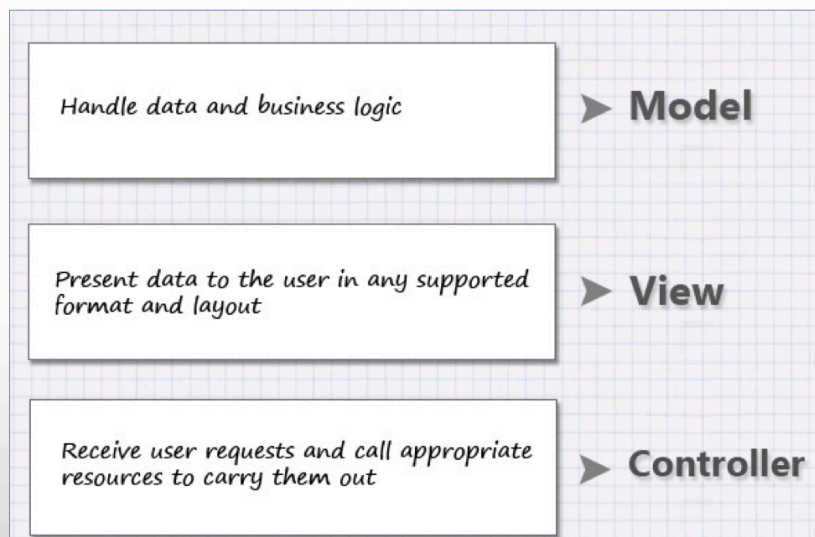 Handle data and business logic
Model
Present data to the user in any supported
format and layout
View
Receive user requests and call appropriate
resources to carry them out
Controller